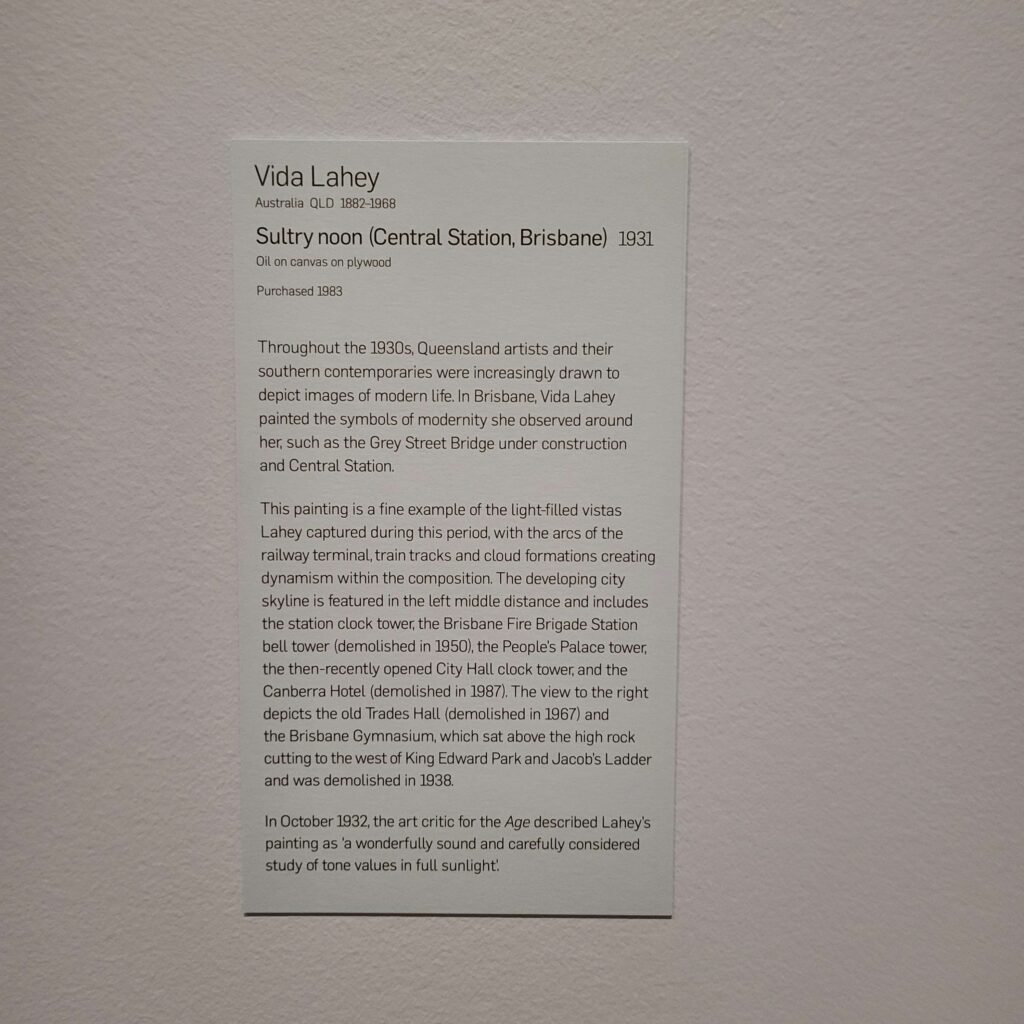 Vida Lahey
Australia QLD 1882–1968
Sultry noon (Central Station, Brisbane) 1931
Oil on canvas on plywood
Purchased 1983
Throughout the 1930s, Queensland artists and their
southern contemporaries were increasingly drawn to
depict images of modern life. In Brisbane, Vida Lahey
painted the symbols of modernity she observed around
her, such as the Grey Street Bridge under construction
and Central Station.
This painting is a fine example of the light-filled vistas
Lahey captured during this period, with the arcs of the
railway terminal, train tracks and cloud formations creating
dynamism within the composition. The developing city
skyline is featured in the left middle distance and includes
the station clock tower, the Brisbane Fire Brigade Station
bell tower (demolished in 1950), the People's Palace tower,
the then-recently opened City Hall clock tower, and the
Canberra Hotel (demolished in 1987). The view to the right
depicts the old Trades Hall (demolished in 1967) and
the Brisbane Gymnasium, which sat above the high rock
cutting to the west of King Edward Park and Jacob's Ladder
and was demolished in 1938.
In October 1932, the art critic for the Age described Lahey's
painting as 'a wonderfully sound and carefully considered
study of tone values in full sunlight'.